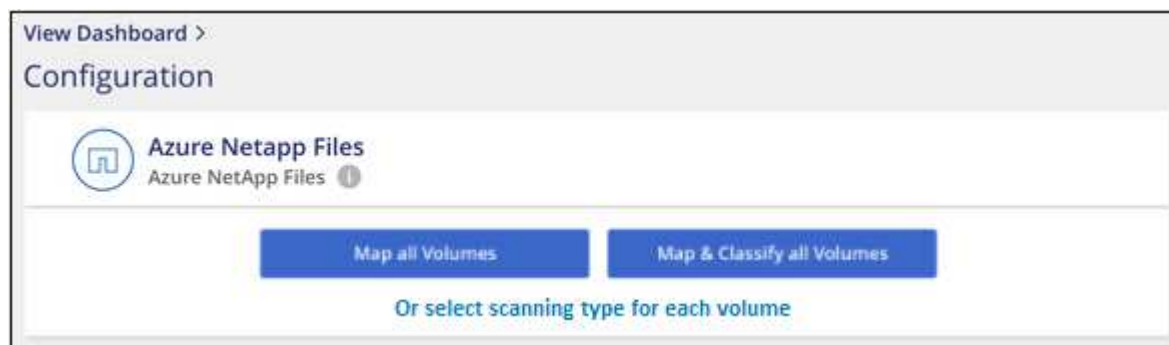 View Dashboard >
Configuration
Azure Netapp Files
Azure NetApp Files i
Map all Volumes
Map & Classify all Volumes
Or select scanning type for each volume